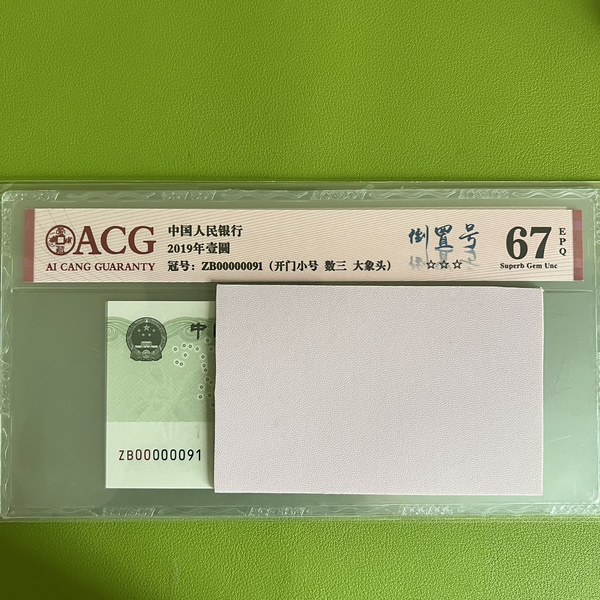 ACG
AI CANG GUARANTY
中国人民银行
2019年壹圆
冠号：ZB00000091（开门小号 数三 大象头）
倒置号
☆☆☆
67
EPQ
Superb Gem Unc
中
ZB00000091